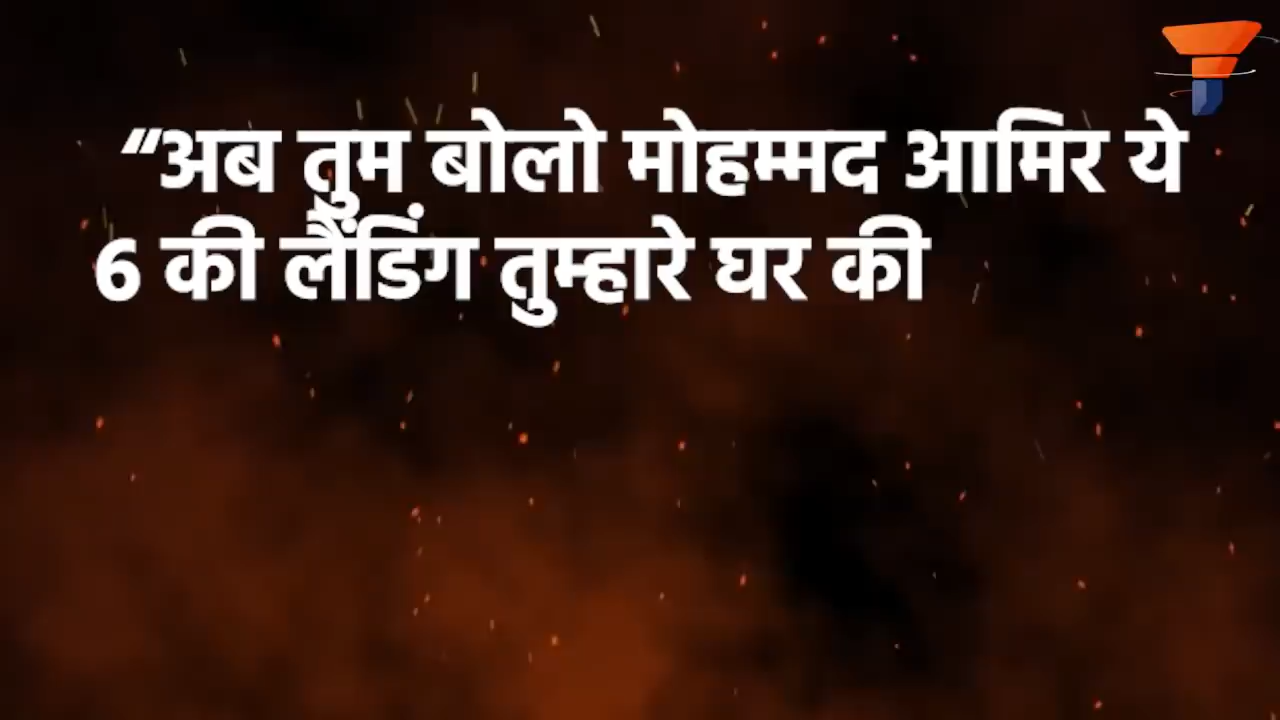 “अब तुम बोलो मोहम्मद आमिर ये
6 की लैंडिंग तुम्हारे घर की